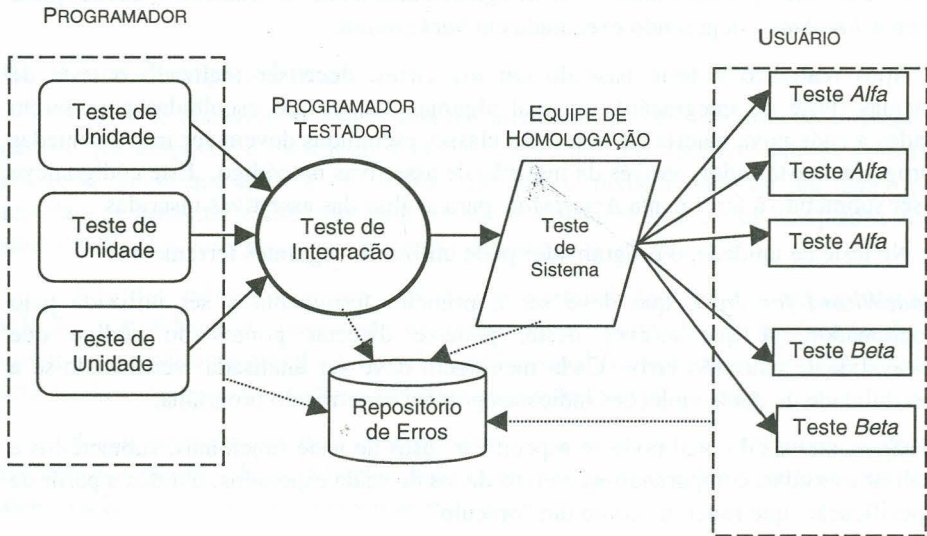 PROGRAMADOR
Teste de
Unidade
Teste de
Unidade
Teste de
Unidade
PROGRAMADOR
TESTADOR
Teste de
Integração
EQUIPE DE
HOMOLOGAÇÃO
Teste
de
Sistema
Repositório
de Erros
USUÁRIO
Teste Alfa
Teste Alfa
Teste Alfa
Teste Beta
Teste Beta